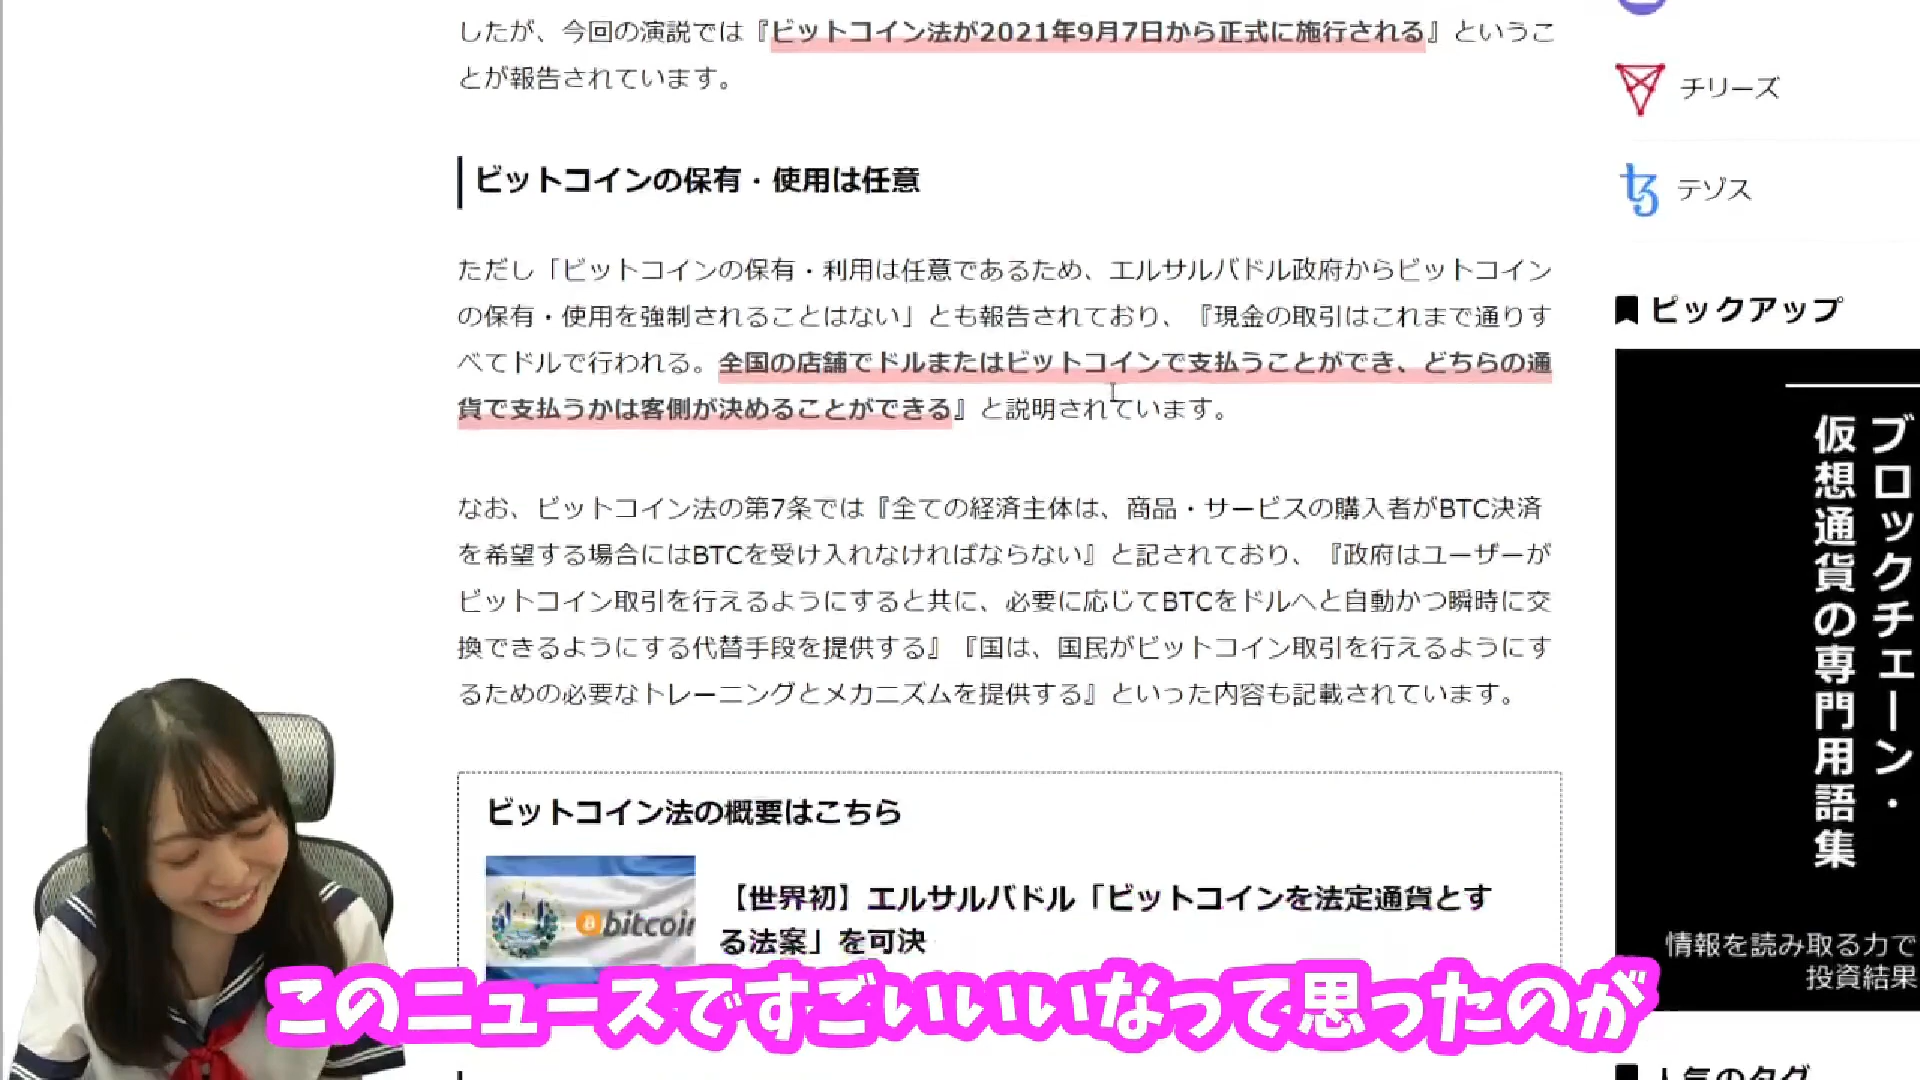 したが、今回の演説では『ビットコイン法が2021年9月7日から正式に施行される』というこ
とが報告されています。
ビットコインの保有・使用は任意
ただし「ビットコインの保有・利用は任意であるため、エルサルバドル政府からビットコイン
の保有・使用を強制されることはない」とも報告されており、『現金の取引はこれまで通りす
べてドルで行われる。全国の店舗でドルまたはビットコインで支払うことができ、どちらの通
貨で支払うかは客側が決めることができる』と説明されています。
なお、ビットコイン法の第7条では『全ての経済主体は、商品・サービスの購入者がBTC決済
を希望する場合にはBTCを受け入れなければならない』と記されており、『政府はユーザーが
ビットコイン取引を行えるようにすると共に、必要に応じてBTCをドルへと自動かつ瞬時に交
換できるようにする代替手段を提供する』『国は、国民がビットコイン取引を行えるようにす
るための必要なトレーニングとメカニズムを提供する』といった内容も記載されています。
ビットコイン法の概要はこちら
bitcoin
【世界初】エルサルバドル「ビットコインを法定通貨とす
る法案」を可決
チリーズ
テゾス
ピックアップ
ブロックチェーン・
仮想通貨の専門用語集
情報を読み取る力で
投資結果
人気のタグ
このニュースですごいいいなって思ったのが